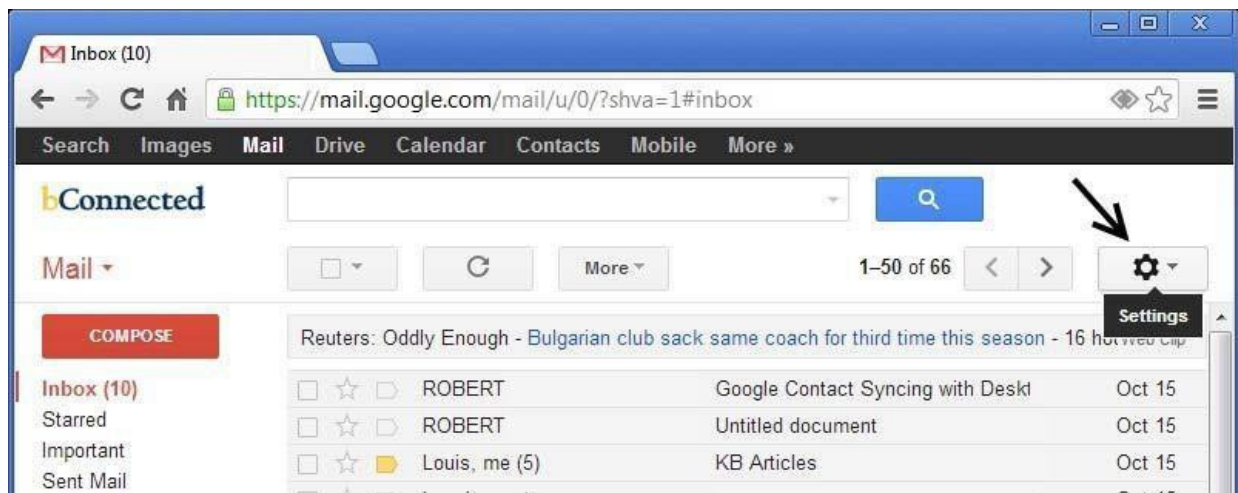 Inbox (10)
https://mail.google.com/mail/u/0/?shva=1#inbox
Search Images Mail Drive Calendar Contacts Mobile More »
bConnected
Mail More 1–50 of 66
Settings
COMPOSE Reuters: Oddly Enough - Bulgarian club sack same coach for third time this season - 16 Web Clip
Inbox (10) ROBERT Google Contact Syncing with Deskt Oct 15
Starred ROBERT Untitled document Oct 15
Important Louis, me (5) KB Articles Oct 15
Sent Mail